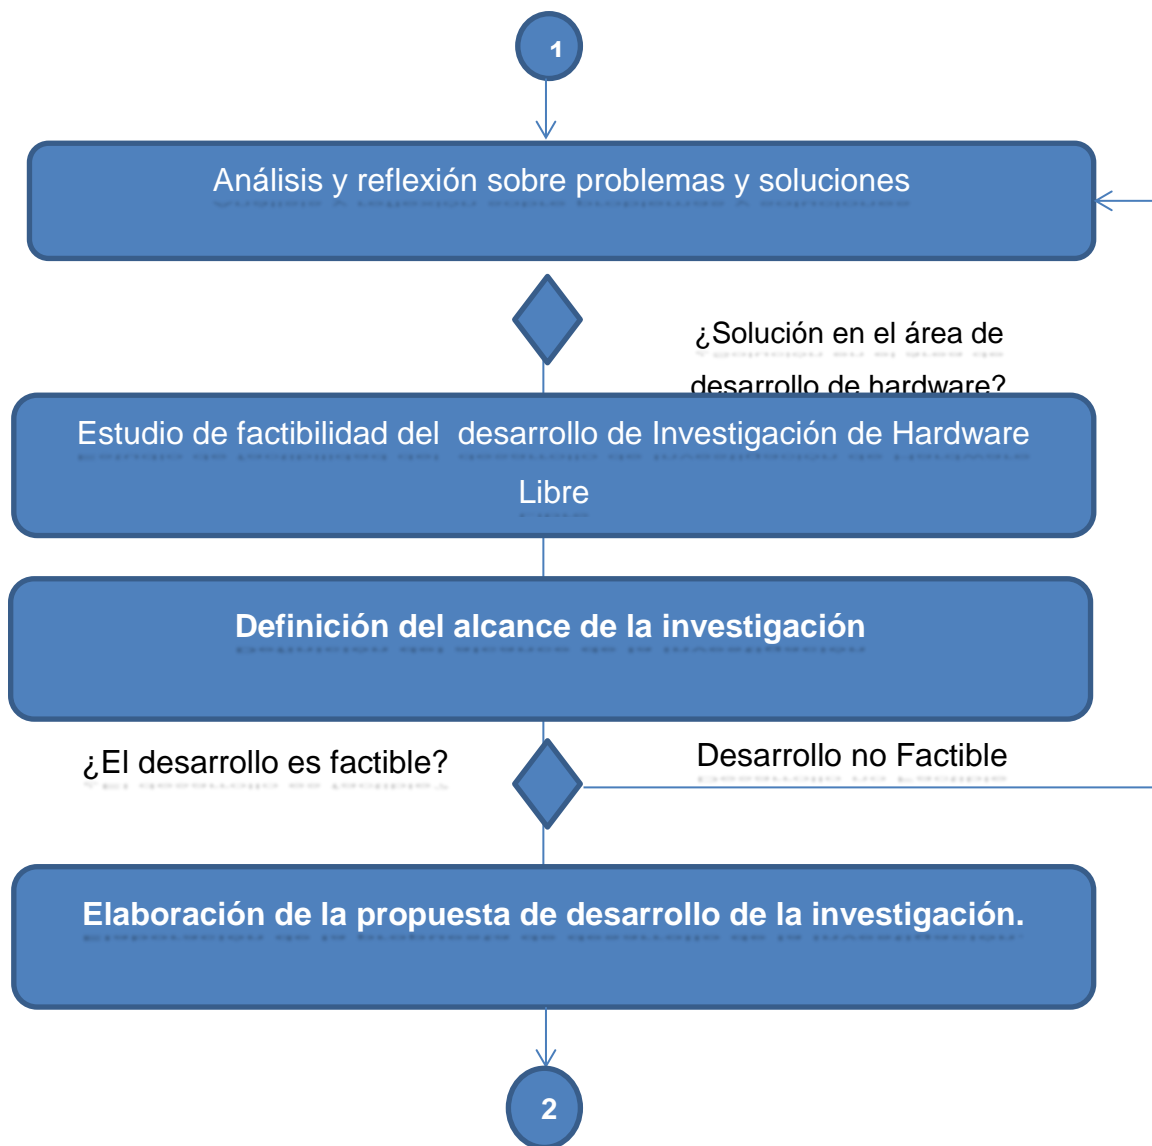 1
Análisis y reflexión sobre problemas y soluciones
¿Solución en el área de
desarrollo de hardware?
Estudio de factibilidad del  desarrollo de Investigación de Hardware
Libre
Definición del alcance de la investigación
¿El desarrollo es factible?
Desarrollo no Factible
Elaboración de la propuesta de desarrollo de la investigación.
2